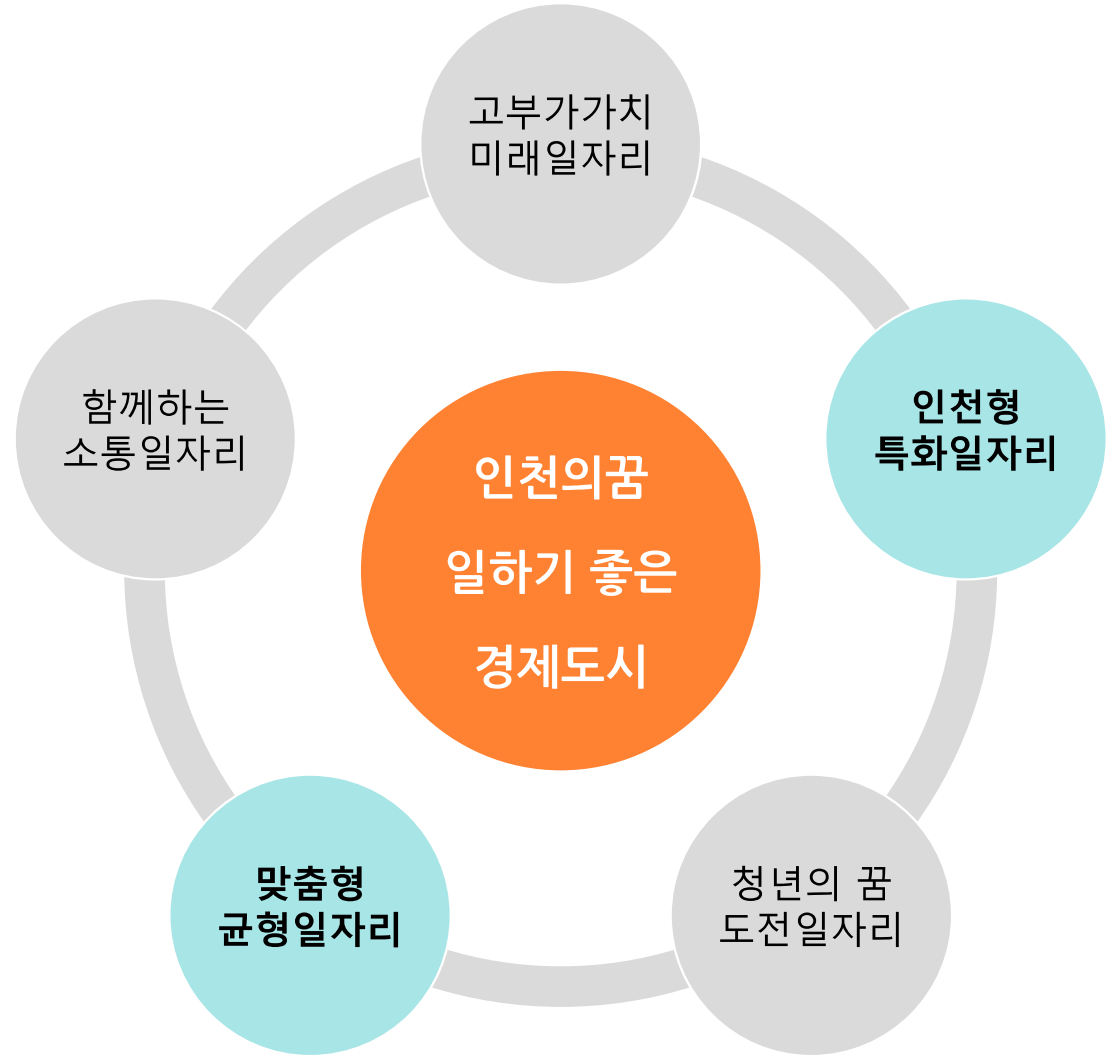 고부가가치
미래일자리
인천형
특화일자리
청년의 꿈
도전일자리
맞춤형
균형일자리
함께하는
소통일자리
인천의꿈
일하기 좋은
경제도시